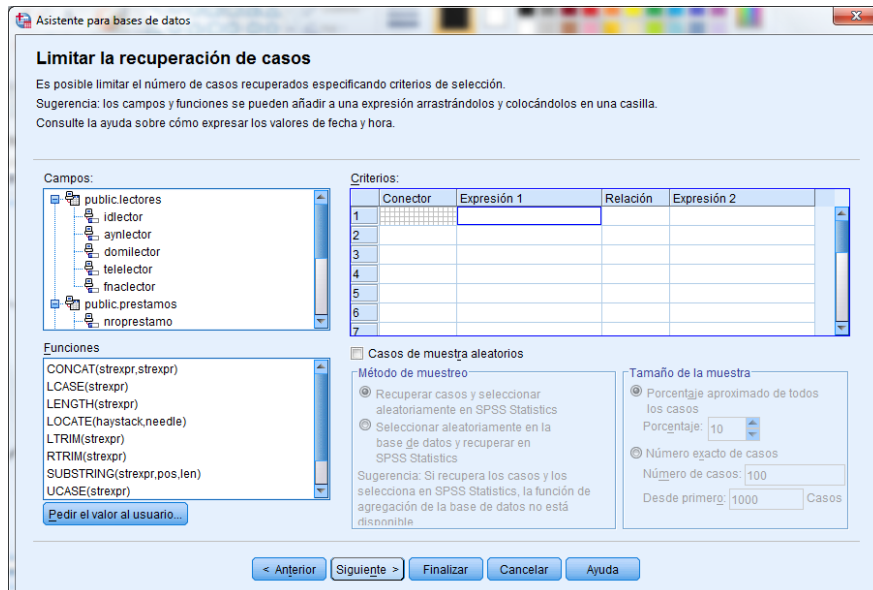 Asistente para bases de datos
Limitar la recuperación de casos
Es posible limitar el número de casos recuperados especificando criterios de selección.
Sugerencia: los campos y funciones se pueden añadir a una expresión arrastrándolos y colocándolos en una casilla.
Consulte la ayuda sobre cómo expresar los valores de fecha y hora.
Campos:
public.lectores
idlector
aynlector
domilector
telelector
fnaclector
public.prestamos
nroprestamo
Criterios:
Conector Expresión 1 Relación Expresión 2
1
2
3
4
5
6
7
Funciones
CONCAT(strexpr,strexpr)
LCASE(strexpr)
LENGTH(strexpr)
LOCATE(haystack,needle)
LTRIM(strexpr)
RTRIM(strexpr)
SUBSTRING(strexpr,pos,len)
UCASE(strexpr)
Pedir el valor al usuario...
Casos de muestra aleatorios
Método de muestreo
Recuperar casos y seleccionar
aleatoriamente en SPSS Statistics
Seleccionar aleatoriamente en la
base de datos y recuperar en
SPSS Statistics
Sugerencia: Si recupera los casos y los
selecciona en SPSS Statistics, la función de
agregación de la base de datos no está
disponible
Tamaño de la muestra
Porcentaje aproximado de todos
los casos
Porcentaje: 10
Número exacto de casos
Número de casos: 100
Desde primero: 1000 Casos
< Anterior
Siguiente >
Finalizar
Cancelar
Ayuda